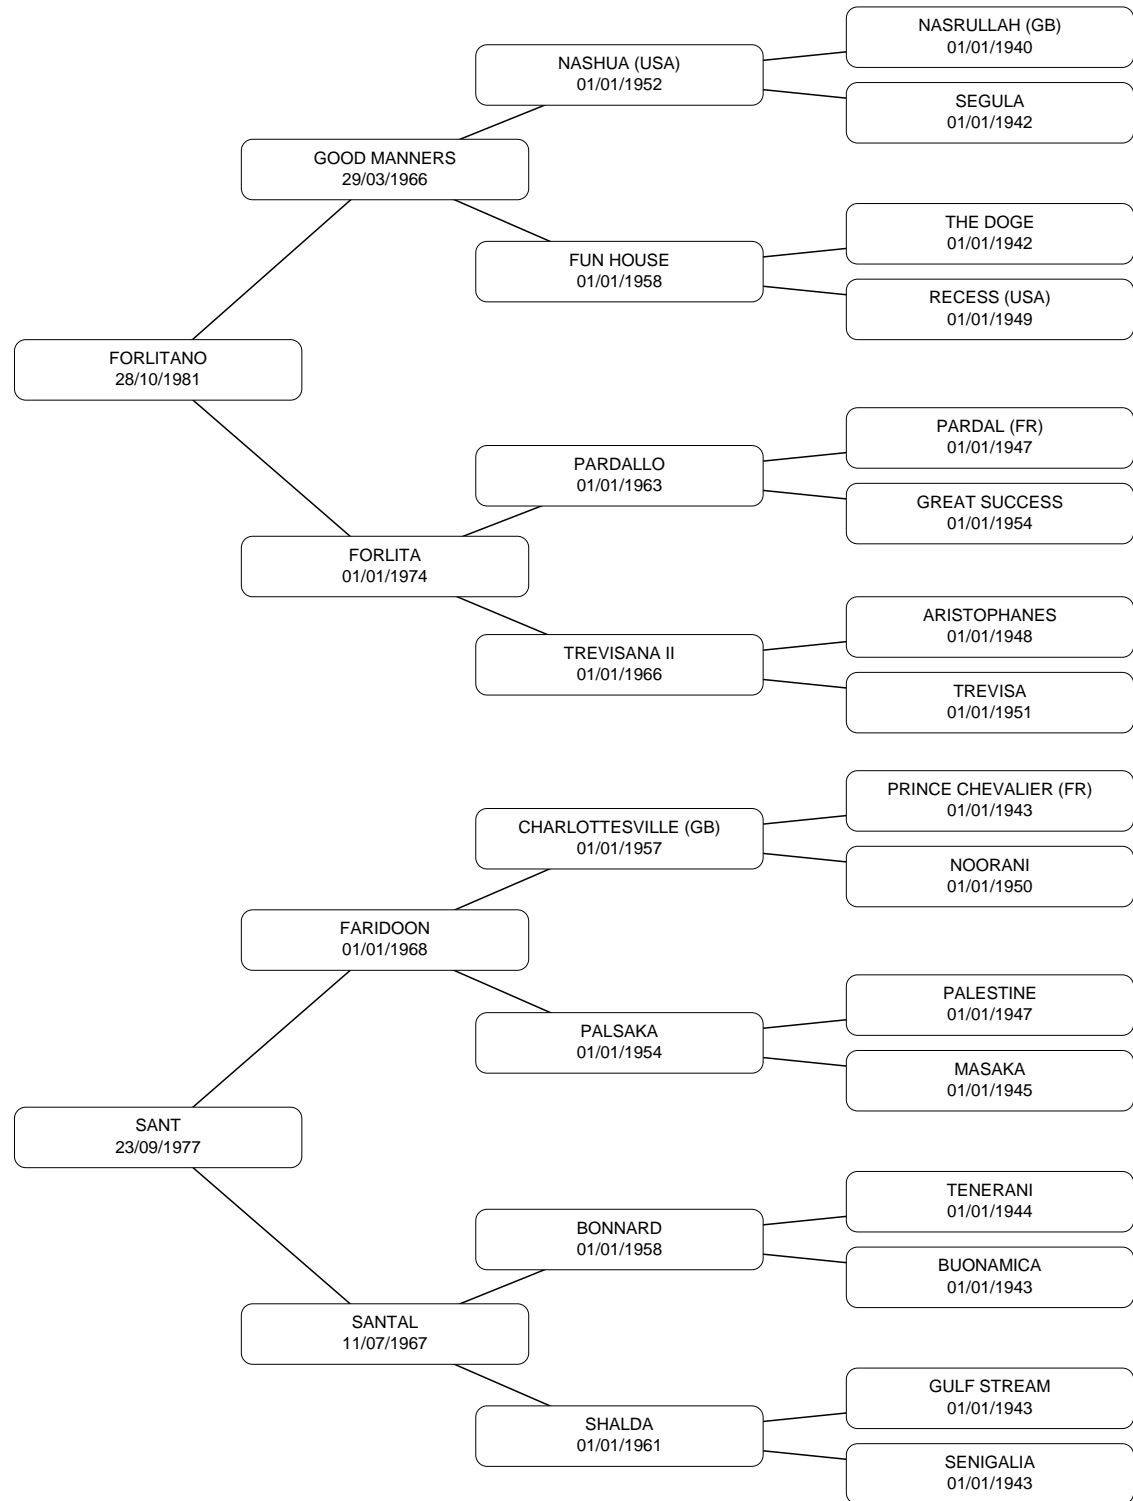 NASRULLAH (GB)
01/01/1940
NASHUA (USA)
01/01/1952
SEGULA
01/01/1942
GOOD MANNERS
29/03/1966
THE DOGE
01/01/1942
FUN HOUSE
01/01/1958
RECESS (USA)
01/01/1949
FORLITANO
28/10/1981
PARDAL (FR)
01/01/1947
PARDALLO
01/01/1963
GREAT SUCCESS
01/01/1954
FORLITA
01/01/1974
ARISTOPHANES
01/01/1948
TREVISANA II
01/01/1966
TREVISA
01/01/1951
PRINCE CHEVALIER (FR)
01/01/1943
CHARLOTTESVILLE (GB)
01/01/1957
NOORANI
01/01/1950
FARIDOON
01/01/1968
PALESTINE
01/01/1947
PALSAKA
01/01/1954
MASAKA
01/01/1945
SANT
23/09/1977
TENERANI
01/01/1944
BONNARD
01/01/1958
BUONAMICA
01/01/1943
SANTAL
11/07/1967
GULF STREAM
01/01/1943
SHALDA
01/01/1961
SENIGALIA
01/01/1943